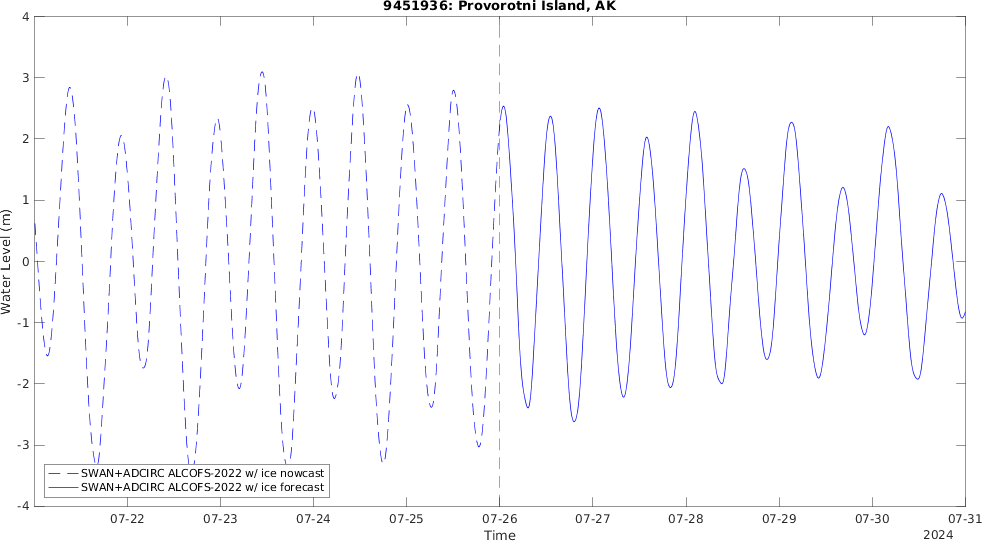 9451936: Provorotni Island, AK
4
3
2
1
0
-1
-2
-3
-4
Water Level (m)
SWAN+ADCIRC ALCOFS-2022 w/ ice nowcast
SWAN+ADCIRC ALCOFS-2022 w/ ice forecast
07-22 07-23 07-24 07-25 07-26 07-27 07-28 07-29 07-30 07-31
Time
2024